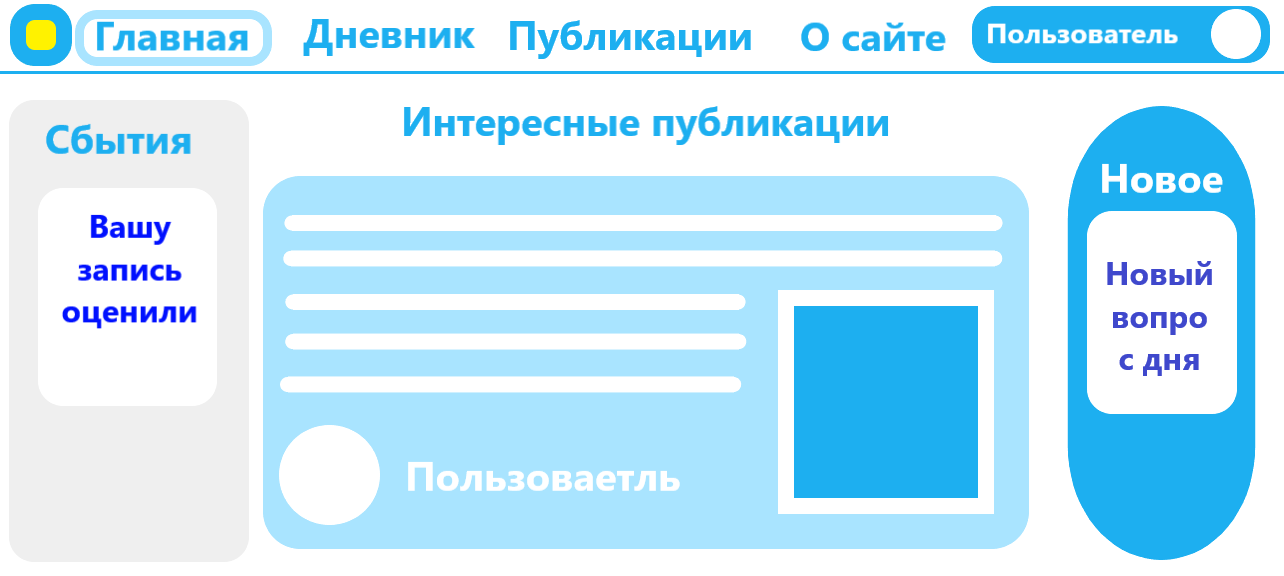 Главная
Дневник
Публикации
О сайте
Пользователь
Сбытия
Вашу
запись
оценили
Интересные публикации
Пользоваетль
Новое
Новый
вопро
с дня